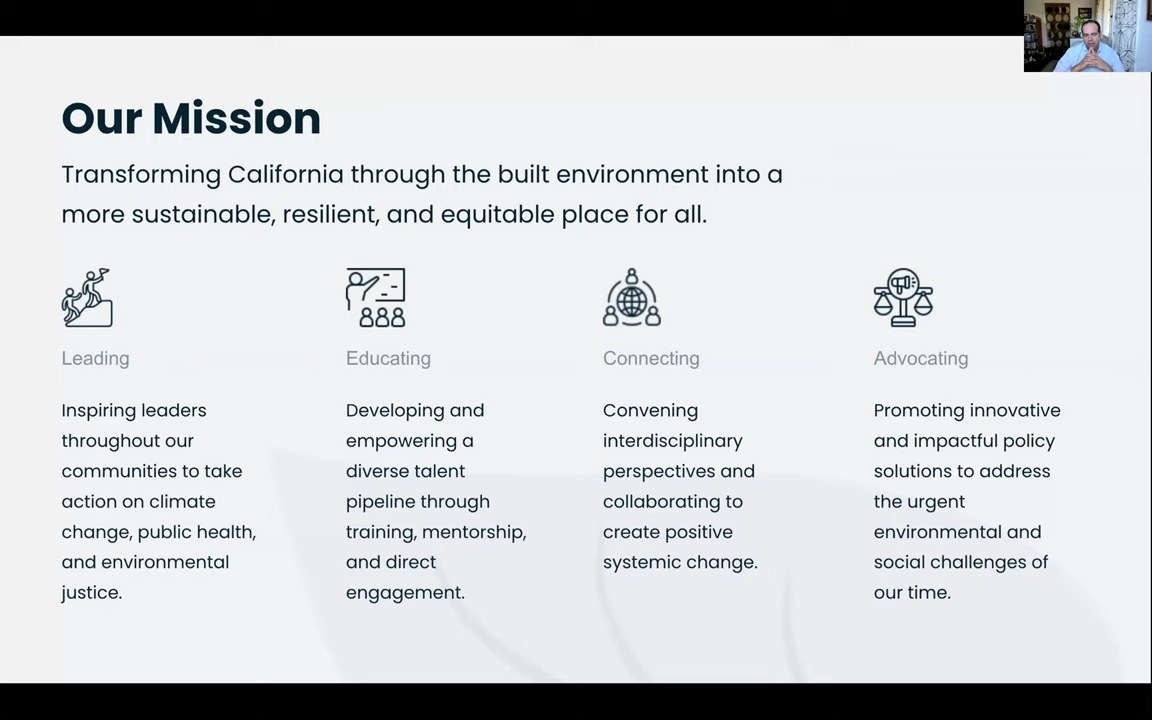 Our Mission
Transforming California through the built environment into a
more sustainable, resilient, and equitable place for all.
Leading
Inspiring leaders
throughout our
communities to take
action on climate
change, public health,
and environmental
justice.
Educating
Developing and
empowering a
diverse talent
pipeline through
training, mentorship,
and direct
engagement.
Connecting
Convening
interdisciplinary
perspectives and
collaborating to
create positive
systemic change.
Advocating
Promoting innovative
and impactful policy
solutions to address
the urgent
environmental and
social challenges of
our time.